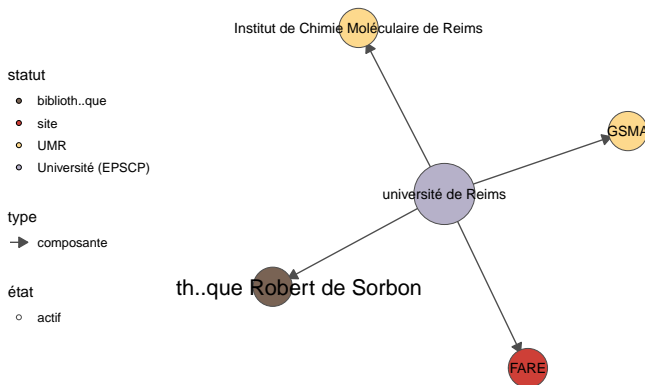 Institut de Chimie Moléculaire de Reims
GSMA
université de Reims
th..que Robert de Sorbon
FARE
statut
biblioth..que
site
UMR
Université (EPSCP)
type
composante
état
actif